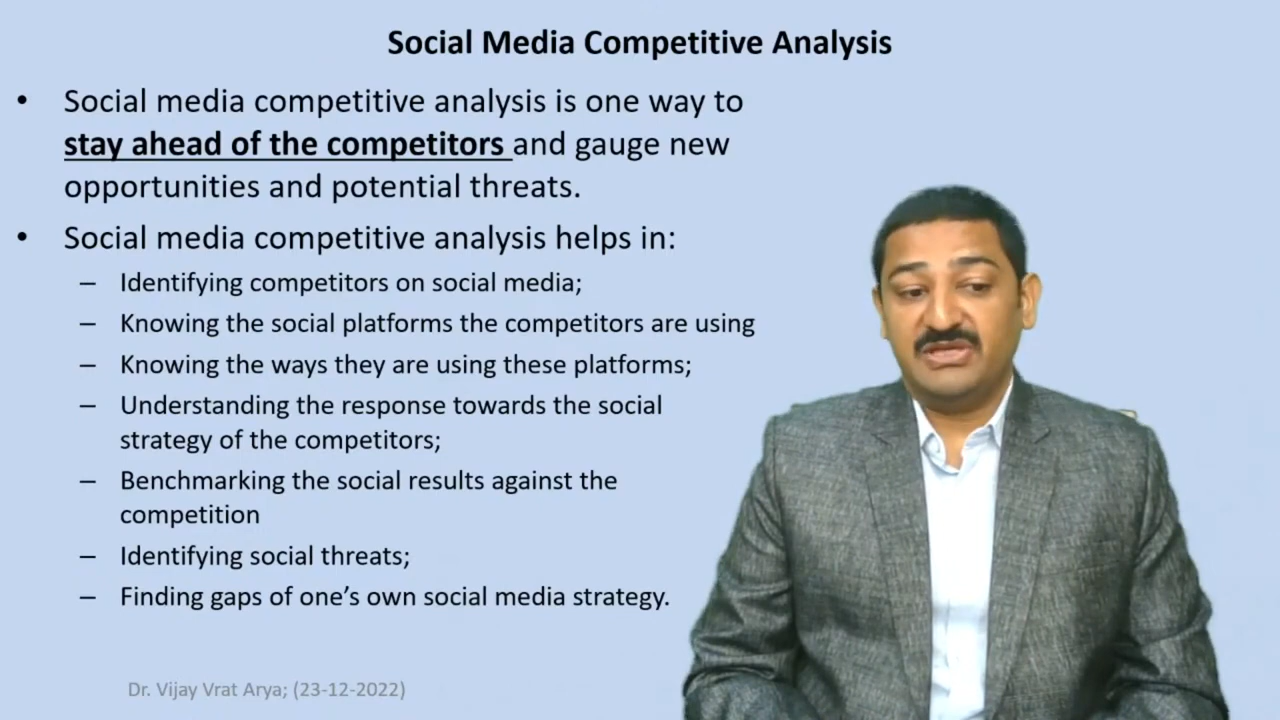 Social Media Competitive Analysis
• Social media competitive analysis is one way to
stay ahead of the competitors and gauge new
opportunities and potential threats.
• Social media competitive analysis helps in:
– Identifying competitors on social media;
– Knowing the social platforms the competitors are using
– Knowing the ways they are using these platforms;
– Understanding the response towards the social
strategy of the competitors;
– Benchmarking the social results against the
competition
– Identifying social threats;
– Finding gaps of one’s own social media strategy.
Dr. Vijay Vrat Arya; (23-12-2022)